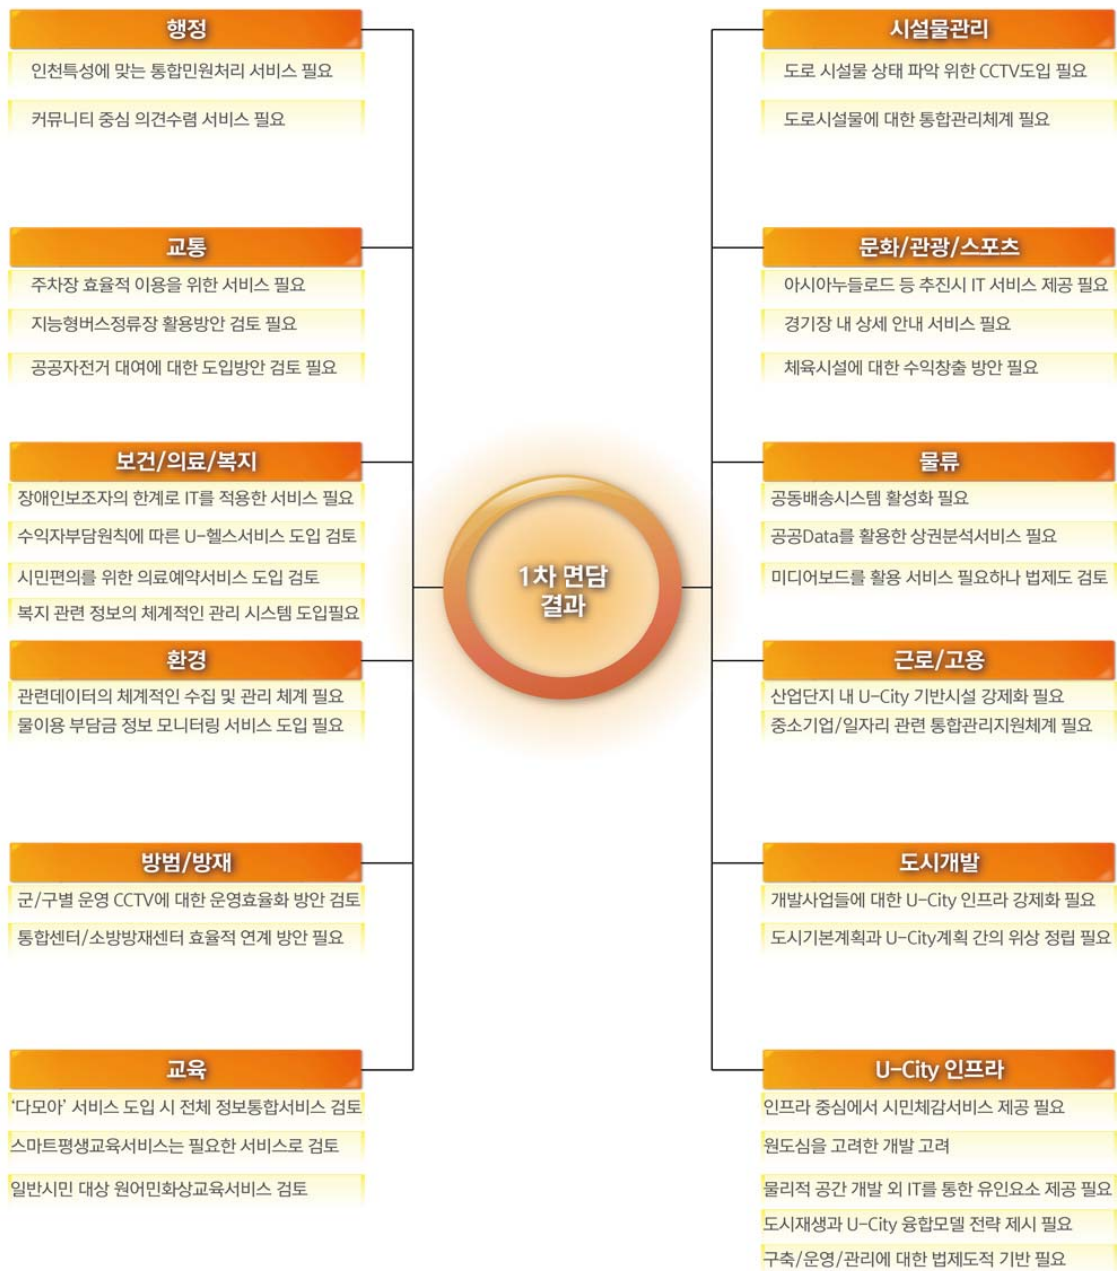 행정
인천특성에 맞는 통합민원처리 서비스 필요
커뮤니티 중심 의견수렴 서비스 필요
교통
주차장 효율적 이용을 위한 서비스 필요
지능형버스정류장 활용방안 검토 필요
공공자전거 대여에 대한 도입방안 검토 필요
보건/의료/복지
장애인보조자의 한계로 IT를 적용한 서비스 필요
수익자부담원칙에 따른 U-헬스서비스 도입 검토
시민편의를 위한 의료예약서비스 도입 검토
복지 관련 정보의 체계적인 관리 시스템 도입필요
환경
관련데이터의 체계적인 수집 및 관리 체계 필요
물이용 부담금 정보 모니터링 서비스 도입 필요
방범/방재
군/구별 운영 CCTV에 대한 운영효율화 방안 검토
통합센터/소방방재센터 효율적 연계 방안 필요
교육
‘다모아’ 서비스 도입 시 전체 정보통합서비스 검토
스마트평생교육서비스는 필요한 서비스로 검토
일반시민 대상 원어민화상교육서비스 검토
1차 면담
결과
시설물관리
도로 시설물 상태 파악 위한 CCTV도입 필요
도로시설물에 대한 통합관리체계 필요
문화/관광/스포츠
아시아누들로드 등 추진시 IT 서비스 제공 필요
경기장 내 상세 안내 서비스 필요
체육시설에 대한 수익창출 방안 필요
물류
공동배송시스템 활성화 필요
공공Data를 활용한 상권분석서비스 필요
미디어보드를 활용 서비스 필요하나 법제도 검토
근로/고용
산업단지 내 U-City 기반시설 강제화 필요
중소기업/일자리 관련 통합관리지원체계 필요
도시개발
개발사업들에 대한 U-City 인프라 강제화 필요
도시기본계획과 U-City계획 간의 위상 정립 필요
U-City 인프라
인프라 중심에서 시민체감서비스 제공 필요
원도심을 고려한 개발 고려
물리적 공간 개발 외 IT를 통한 유인요소 제공 필요
도시재생과 U-City 융합모델 전략 제시 필요
구축/운영/관리에 대한 법제도적 기반 필요